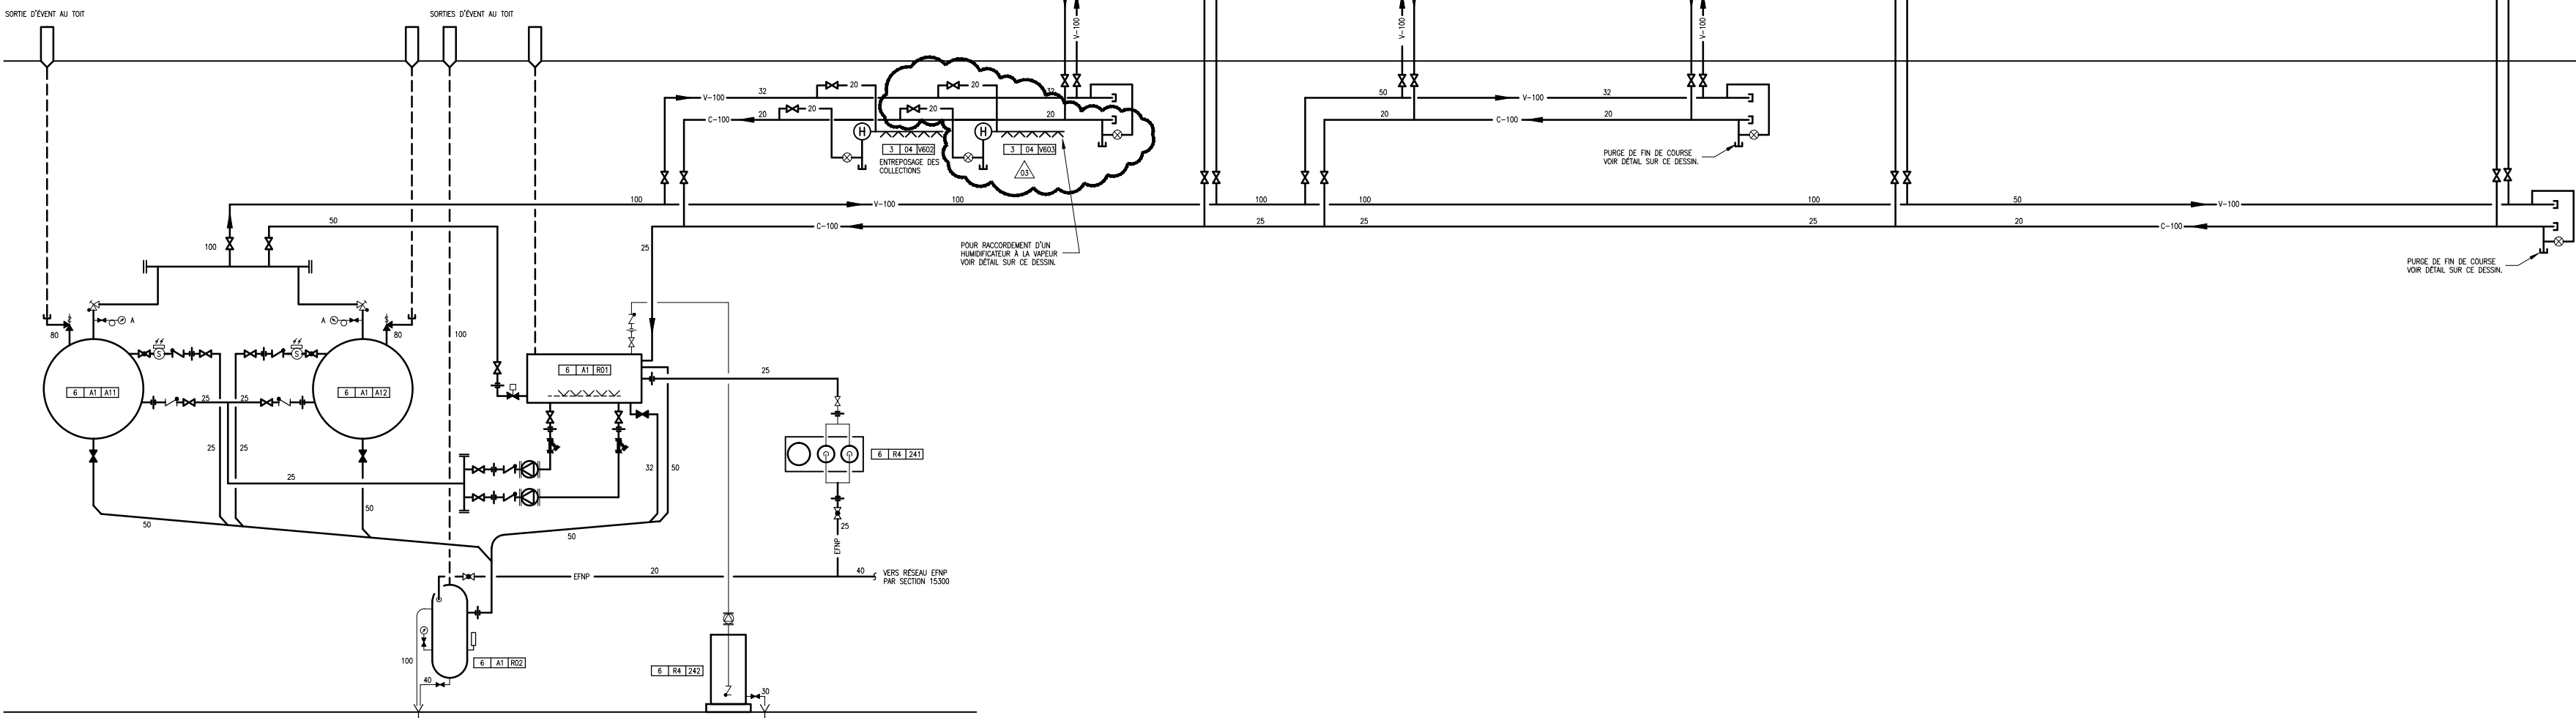 SORTIE D'ÉVENT AU TOIT
SORTIES D'ÉVENT AU TOIT
V-100
V-100
V-100
20
20
32
V-100
32
50
V-100
32
20
20
C-100
20
20
20
C-100
20
H
H
3 04 V602
3 04 V603
ENTREPOSAGE DES
COLLECTIONS
03
PURGE DE FIN DE COURSE
VOIR DÉTAIL SUR CE DESSIN.
100
V-100
100
100
100
100
50
V-100
50
C-100
25
25
25
20
C-100
100
25
POUR RACCORDEMENT D'UN
HUMIDIFICATEUR À LA VAPEUR
VOIR DÉTAIL SUR CE DESSIN.
PURGE DE FIN DE COURSE
VOIR DÉTAIL SUR CE DESSIN.
A
A
80
80
100
S
S
6 A1 A11
6 A1 A12
6 A1 R01
25
25
25
25
25
32
50
6 R4 241
25
50
50
50
25
EFNP
EFNP
20
40
VERS RÉSEAU EFNP
PAR SECTION 15300
100
6 A1 R02
6 R4 242
40
30